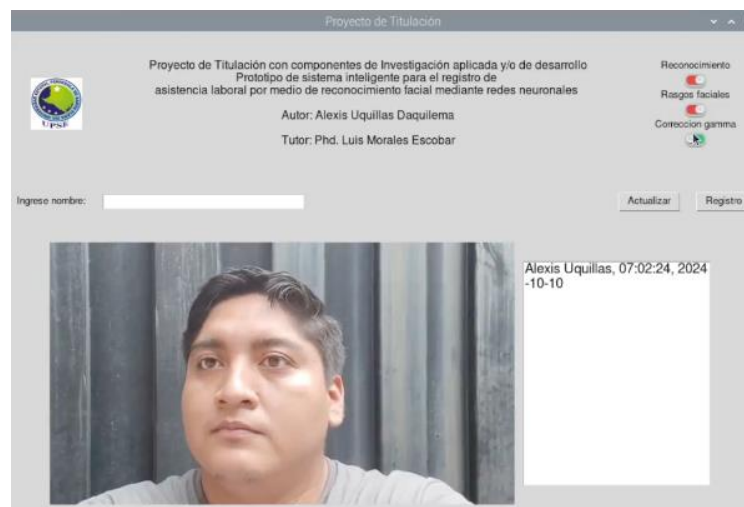 Proyecto de Titulación
Proyecto de Titulación con componentes de Investigación aplicada y/o de desarrollo
Prototipo de sistema inteligente para el registro de
asistencia laboral por medio de reconocimiento facial mediante redes neuronales
Autor: Alexis Uquillas Daquilema
Tutor: Phd. Luis Morales Escobar
Reconocimiento
Rasgos faciales
Correccion gamma
UPSE
Ingrese nombre:
Actualizar
Registro
Alexis Uquillas, 07:02:24, 2024
-10-10